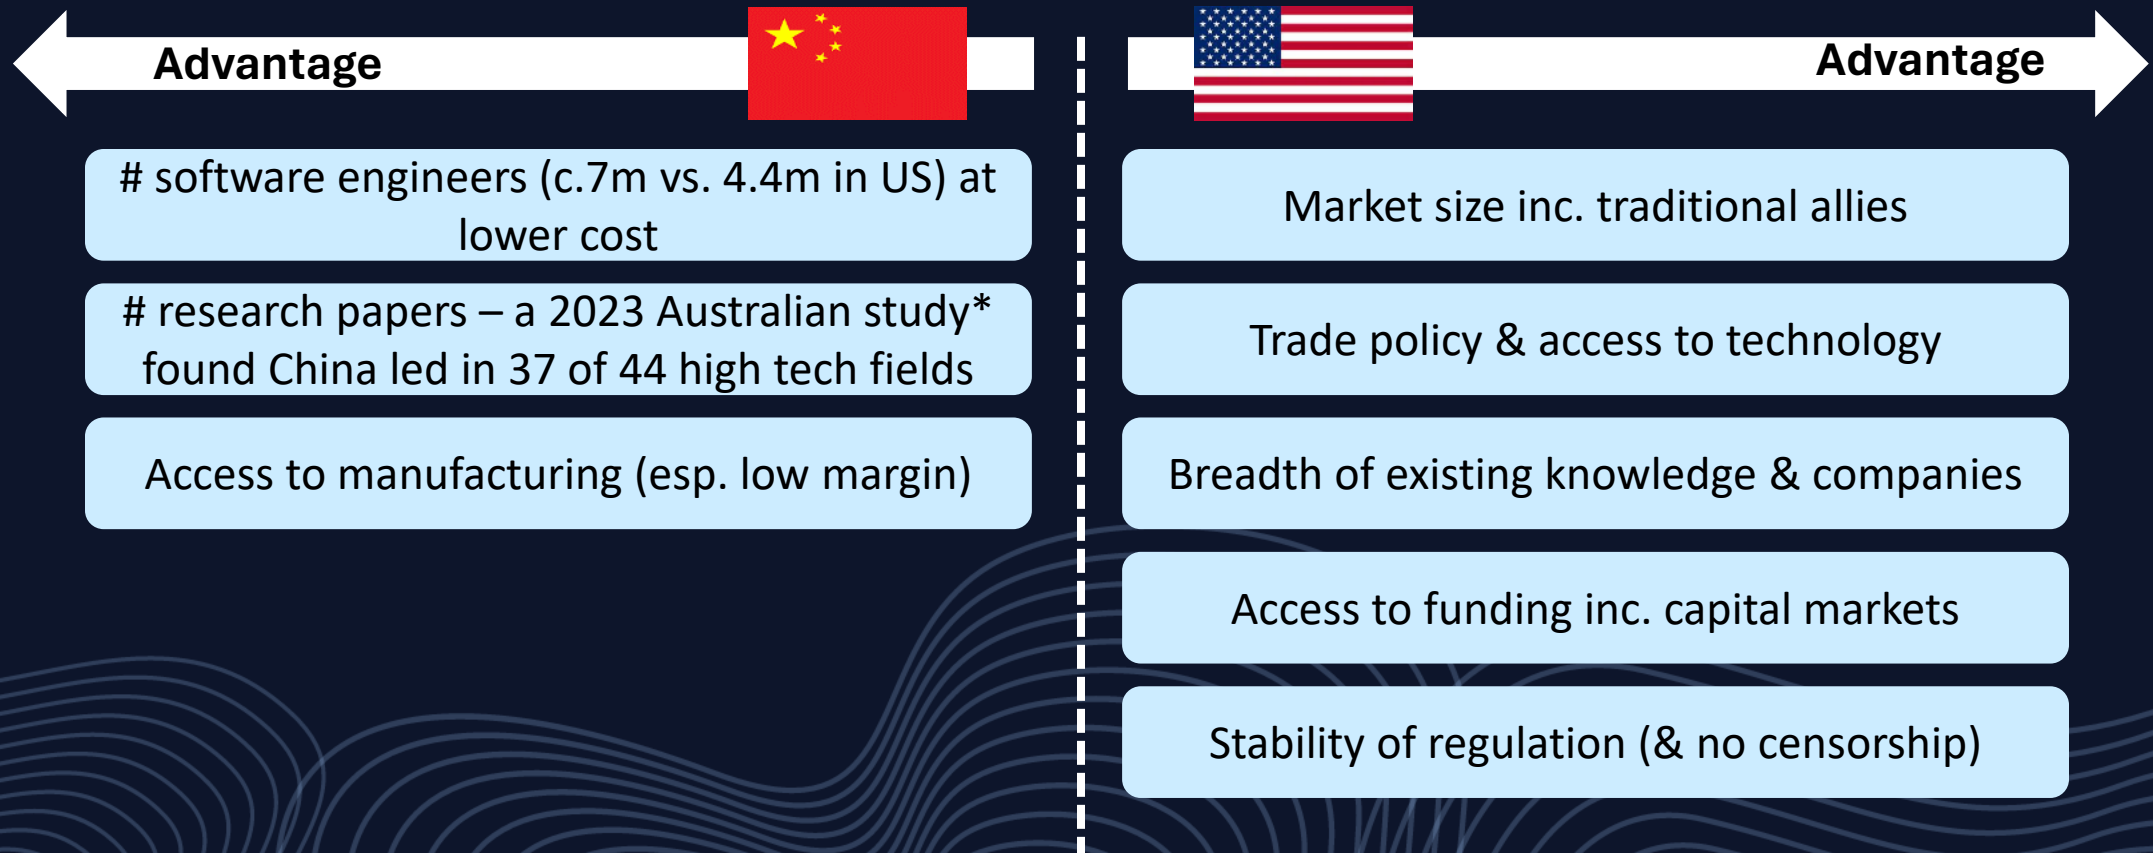 Advantage
# software engineers (c.7m vs. 4.4m in US) at
lower cost
# research papers – a 2023 Australian study*
found China led in 37 of 44 high tech fields
Access to manufacturing (esp. low margin)
Advantage
Market size inc. traditional allies
Trade policy & access to technology
Breadth of existing knowledge & companies
Access to funding inc. capital markets
Stability of regulation (& no censorship)